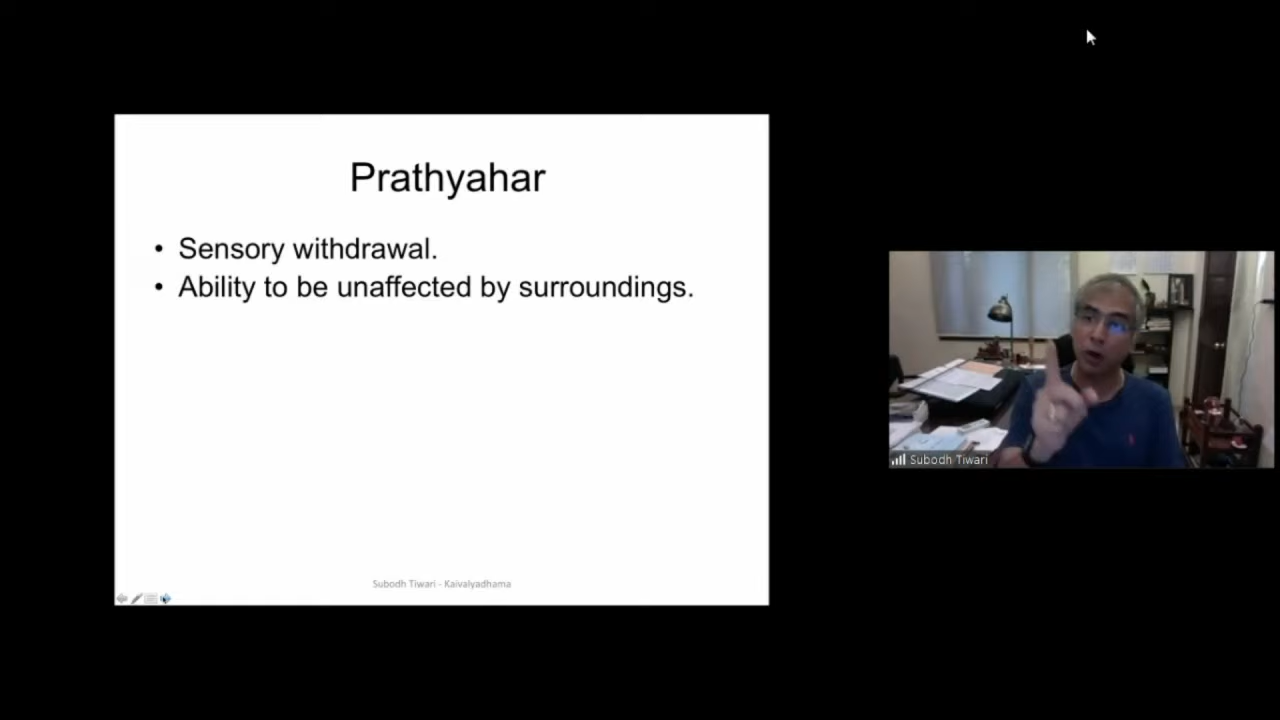 Prathyahar
• Sensory withdrawal.
• Ability to be unaffected by surroundings.
Subodh Tiwari - Kaivalyadhama
Subodh Tiwari